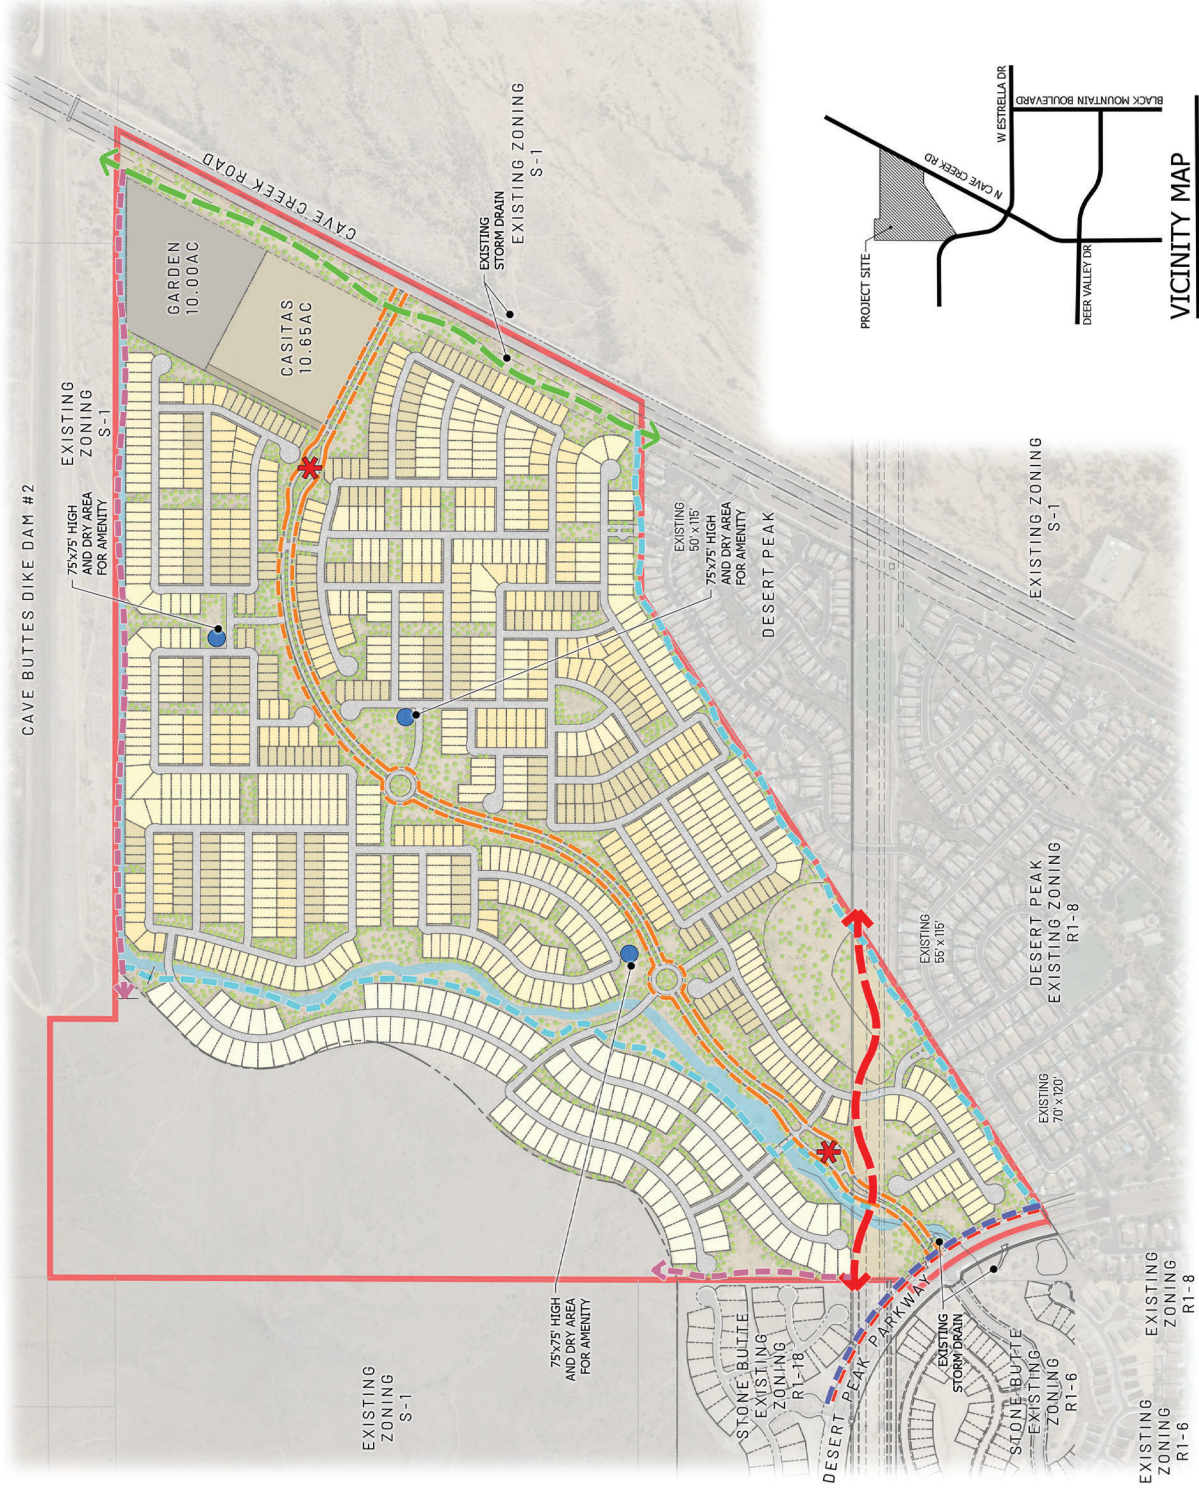 CAVE BUTTES DIKE DAM #2
EXISTING
ZONING
S-1
75'x75' HIGH
AND DRY AREA
FOR AMENITY
GARDEN
10.00AC
CASITAS
10.65AC
CAVE CREEK ROAD
EXISTING
STORM DRAIN
EXISTING ZONING
S-1
EXISTING
50' x 115'
75'x75' HIGH
AND DRY AREA
FOR AMENITY
DESERT PEAK
EXISTING ZONING
S-1
EXISTING
55' x 115'
DESERT PEAK
EXISTING ZONING
R1-8
EXISTING
70' x 120'
75'x75' HIGH
AND DRY AREA
FOR AMENITY
EXISTING
ZONING
S-1
STONE BUTTE
EXISTING
ZONING
R1-18
DESERT PEAK PARKWAY
EXISTING
STORM DRAIN
STONE BUTTE
EXISTING
ZONING
R1-6
EXISTING
ZONING
R1-8
EXISTING
ZONING
R1-6
PROJECT SITE
N CAVE CREEK RD
W ESTRELLA DR
BLACK MOUNTAIN BOULEVARD
DEER VALLEY DR
VICINITY MAP